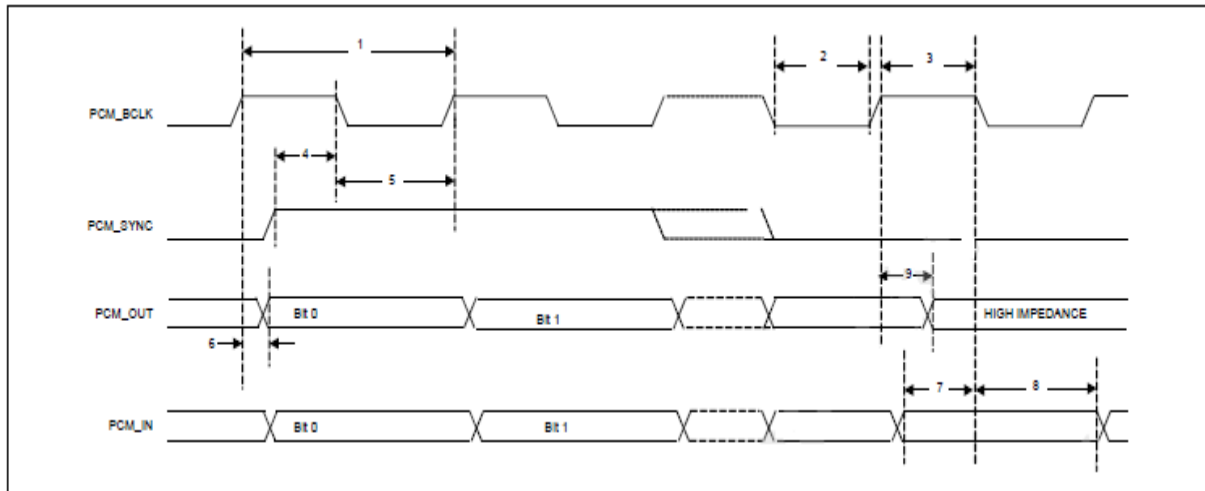 1
2
3
PCM_BCLK
4
5
PCM_SYNC
9
PCM_OUT
Bit 0
Bit 1
HIGH IMPEDANCE
6
7
8
PCM_IN
Bit 0
Bit 1